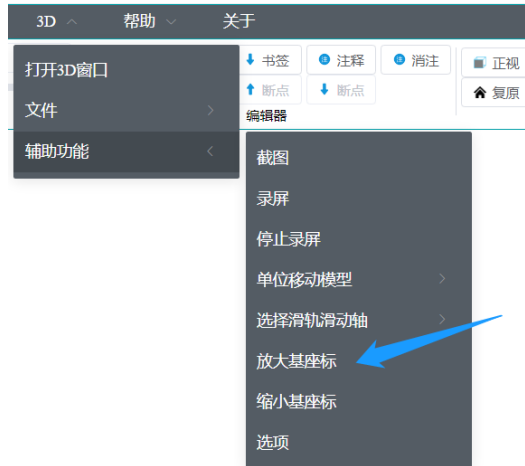 3D 帮助 关于
书签 注释 消注 正视
断点 断点 复原
编辑器
打开3D窗口
文件
辅助功能
截图
录屏
停止录屏
单位移动模型
选择滑轨滑动轴
放大基座标
缩小基座标
选项